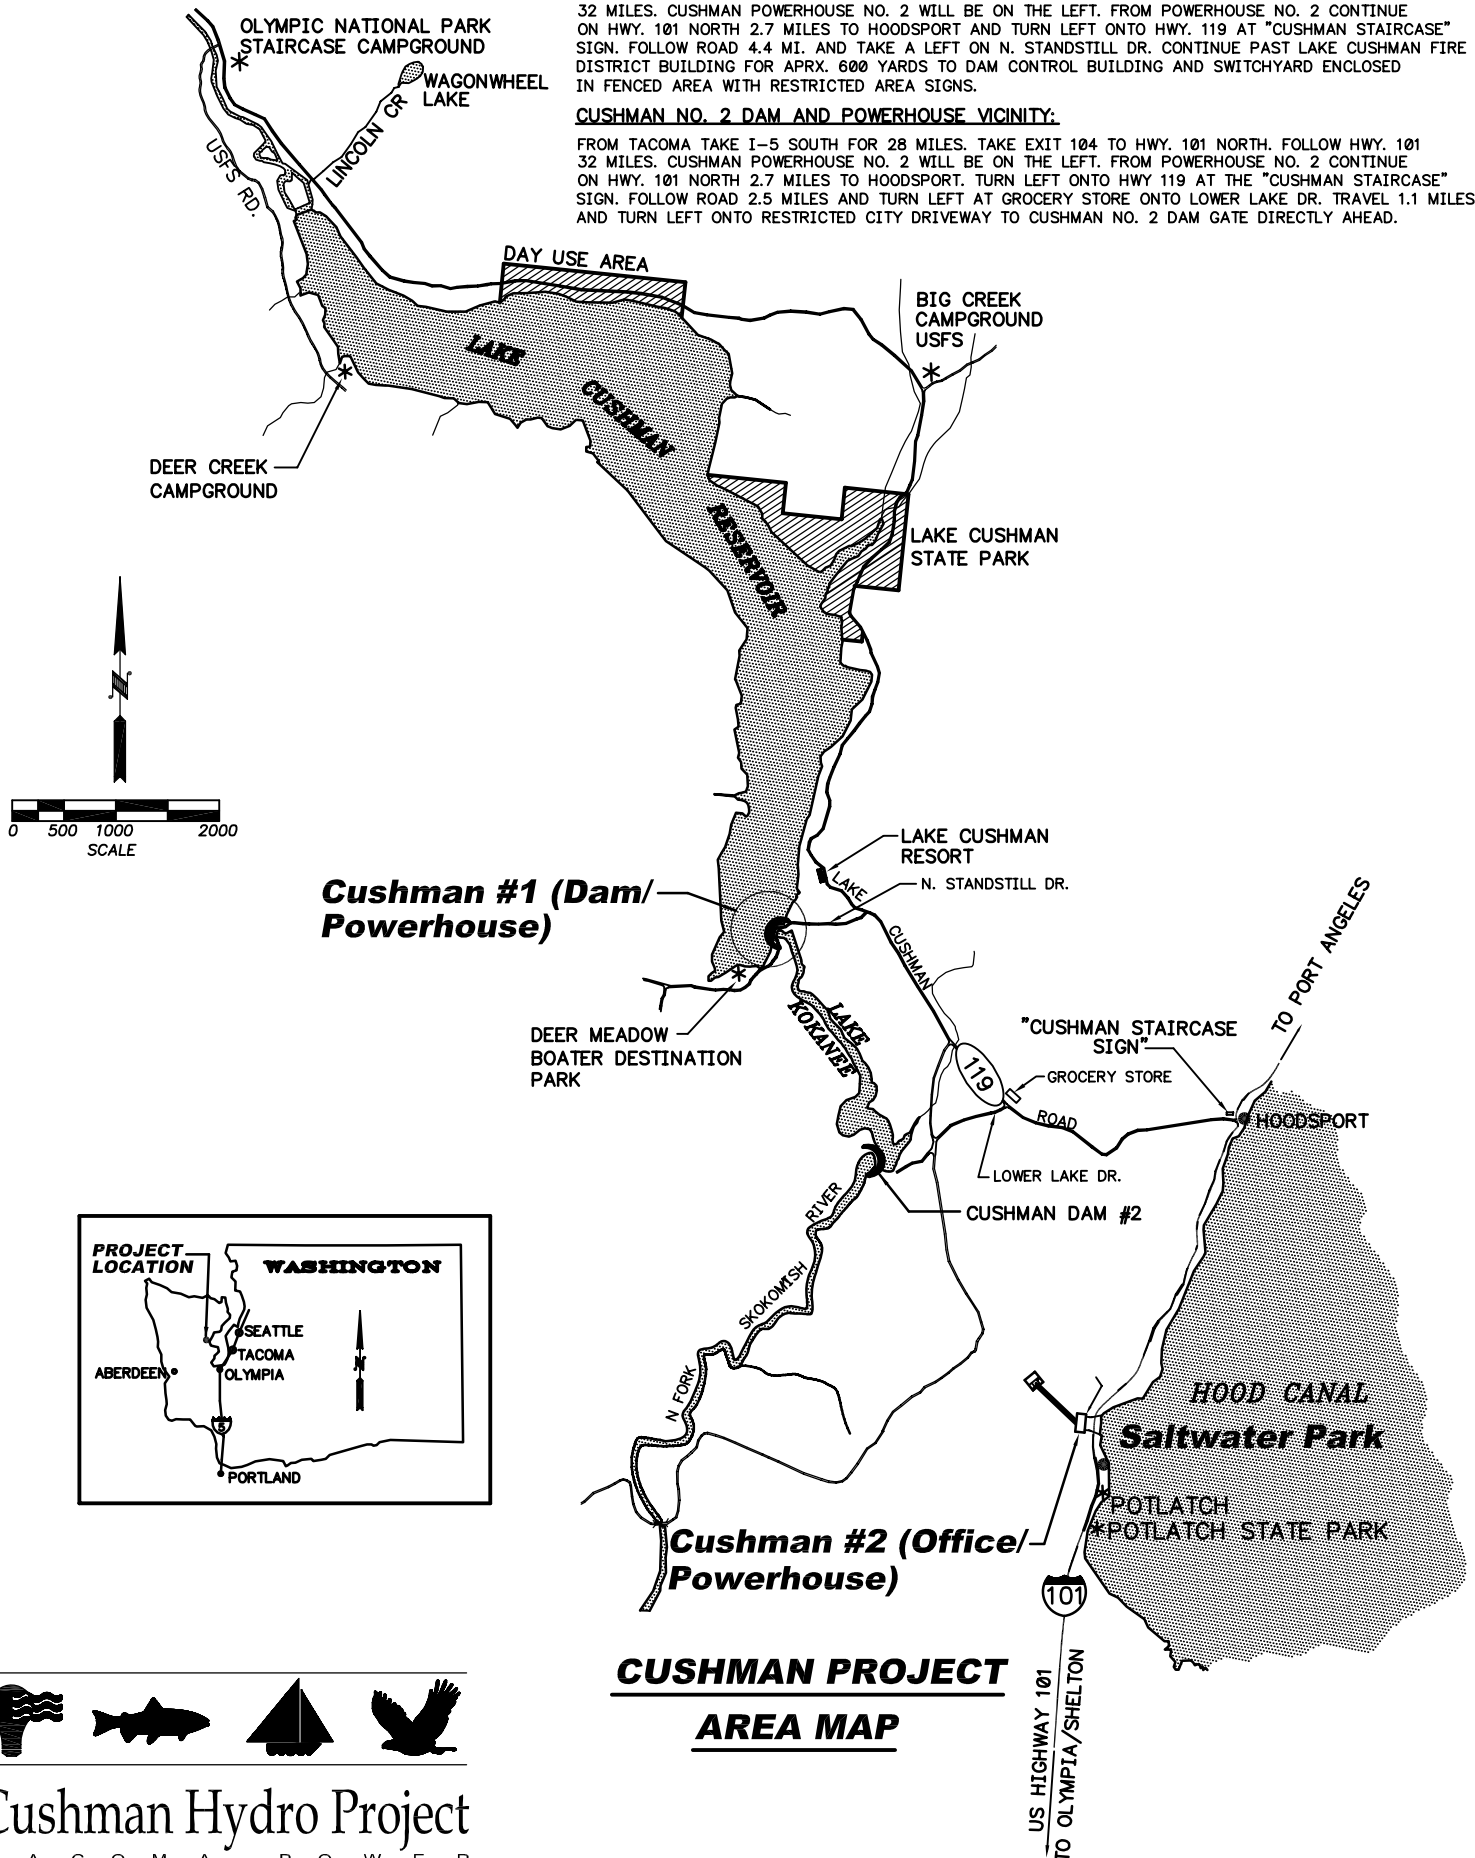 32 MILES. CUSHMAN POWERHOUSE NO. 2 WILL BE ON THE LEFT. FROM POWERHOUSE NO. 2 CONTINUE
ON HWY. 101 NORTH 2.7 MILES TO HOODSPORT AND TURN LEFT ONTO HWY. 119 AT "CUSHMAN STAIRCASE"
SIGN. FOLLOW ROAD 4.4 MI. AND TAKE A LEFT ON N. STANDSTILL DR. CONTINUE PAST LAKE CUSHMAN FIRE
DISTRICT BUILDING FOR APRX. 600 YARDS TO DAM CONTROL BUILDING AND SWITCHYARD ENCLOSED
IN FENCED AREA WITH RESTRICTED AREA SIGNS.
CUSHMAN NO. 2 DAM AND POWERHOUSE VICINITY:
FROM TACOMA TAKE I-5 SOUTH FOR 28 MILES. TAKE EXIT 104 TO HWY. 101 NORTH. FOLLOW HWY. 101
32 MILES. CUSHMAN POWERHOUSE NO. 2 WILL BE ON THE LEFT. FROM POWERHOUSE NO. 2 CONTINUE
ON HWY. 101 NORTH 2.7 MILES TO HOODSPORT. TURN LEFT ONTO HWY 119 AT THE "CUSHMAN STAIRCASE"
SIGN. FOLLOW ROAD 2.5 MILES AND TURN LEFT AT GROCERY STORE ONTO LOWER LAKE DR. TRAVEL 1.1 MILES
AND TURN LEFT ONTO RESTRICTED CITY DRIVEWAY TO CUSHMAN NO. 2 DAM GATE DIRECTLY AHEAD.
OLYMPIC NATIONAL PARK
STAIRCASE CAMPGROUND
WAGONWHEEL
LAKE
LINCOLN CR
USFS RD.
DAY USE AREA
BIG CREEK
CAMPGROUND
USFS
LAKE
CUSHMAN
RESERVOIR
DEER CREEK
CAMPGROUND
LAKE CUSHMAN
STATE PARK
N
0 500 1000 2000
SCALE
LAKE CUSHMAN
RESORT
N. STANDSTILL DR.
Cushman #1 (Dam/
Powerhouse)
LAKE
CUSHMAN
TO PORT ANGELES
LAKE
KOKANEE
DEER MEADOW
BOATER DESTINATION
PARK
"CUSHMAN STAIRCASE
SIGN"
119
GROCERY STORE
ROAD
HOODSPORT
LOWER LAKE DR.
CUSHMAN DAM #2
RIVER
SKOKOMISH
N FORK
PROJECT
LOCATION
WASHINGTON
SEATTLE
TACOMA
ABERDEEN
OLYMPIA
N
5
PORTLAND
HOOD CANAL
Saltwater Park
POTLATCH
POTLATCH STATE PARK
Cushman #2 (Office/
Powerhouse)
101
US HIGHWAY 101
TO OLYMPIA/SHELTON
CUSHMAN PROJECT
AREA MAP
Cushman Hydro Project
A C O M A P O W E R